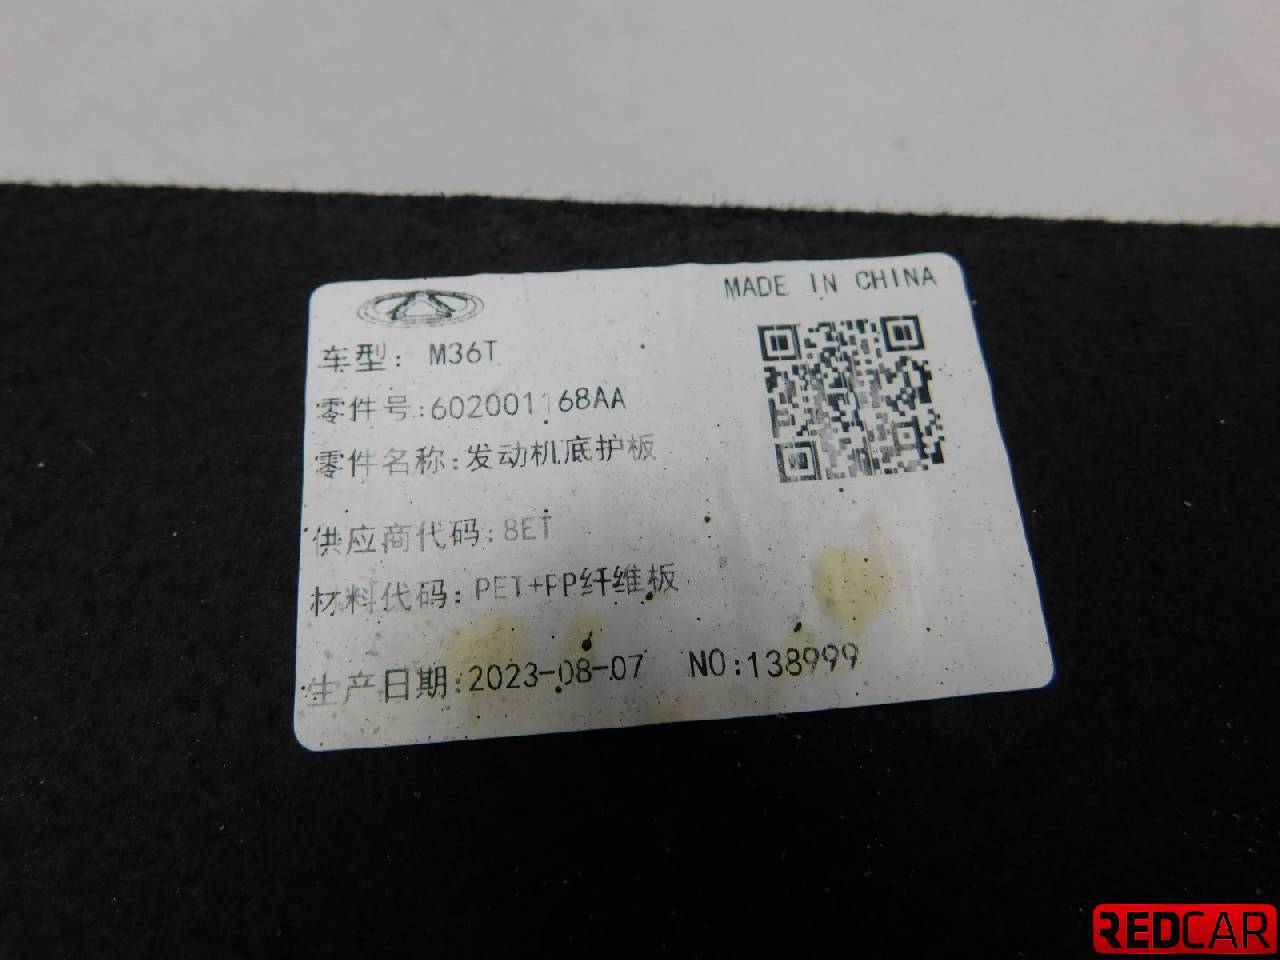 MADE IN CHINA
车型: M36T
零件号:602001168AA
零件名称:发动机底护板
供应商代码:8ET
材料代码:PET+PP纤维板
生产日期:2023-08-07 NO:138999
REDCAR